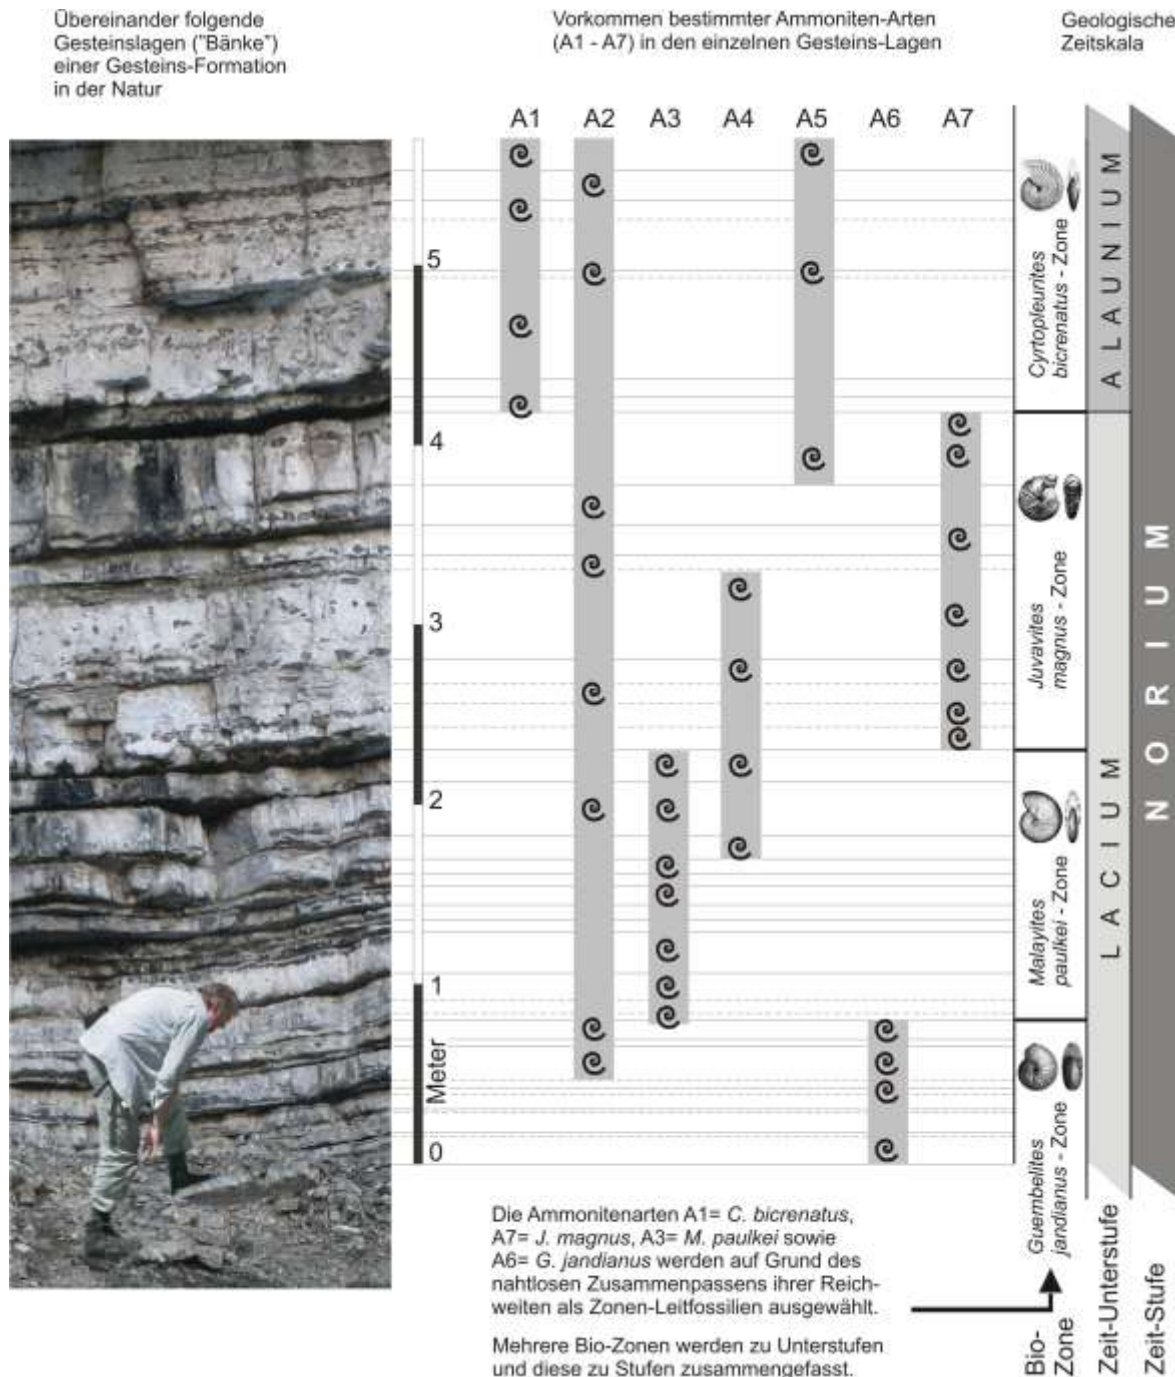 Übereinander folgende
Gesteinslagen ("Bänke")
einer Gesteins-Formation
in der Natur
Vorkommen bestimmter Ammoniten-Arten
(A1 - A7) in den einzelnen Gesteins-Lagen
Geologische
Zeitskala
A1 A2 A3 A4 A5 A6 A7
5
4
3
2
1
0
Meter
Cyrtopleurites
bicrenatus - Zone
Juvavites
magnus - Zone
Malayites
paulkei - Zone
Guembelites
jandianus - Zone
ALAUNIUM
LACIUM
NORIUM
Die Ammonitenarten A1= C. bicrenatus,
A7= J. magnus, A3= M. paulkei sowie
A6= G. jandianus werden auf Grund des
nahtlosen Zusammenpassens ihrer Reich-
weiten als Zonen-Leitfossilien ausgewählt.
Mehrere Bio-Zonen werden zu Unterstufen
und diese zu Stufen zusammengefasst.
Bio-
Zone
Zeit-Unterstufe
Zeit-Stufe